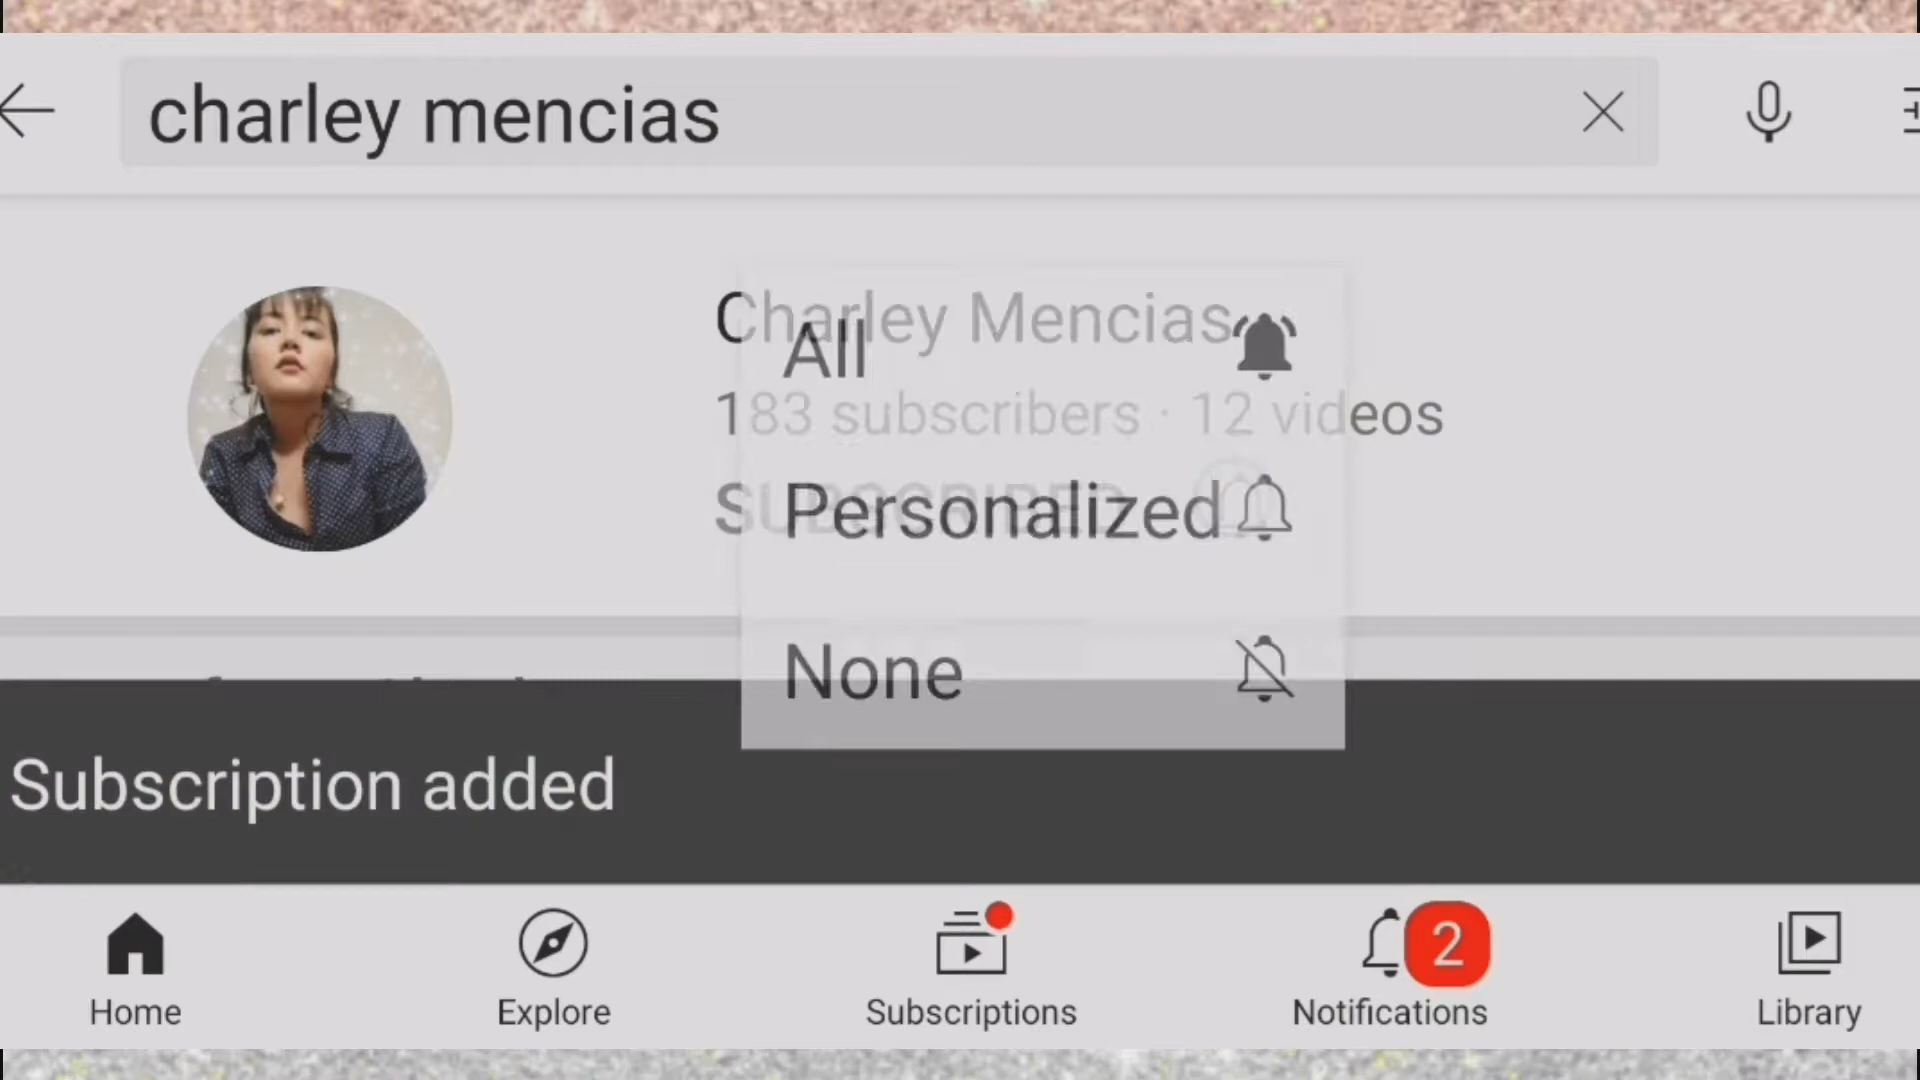 charley mencias
Charley Mencias
All
183 subscribers · 12 videos
SUBSCRIBED
Personalized
None
Subscription added
2
Home
Explore
Subscriptions
Notifications
Library